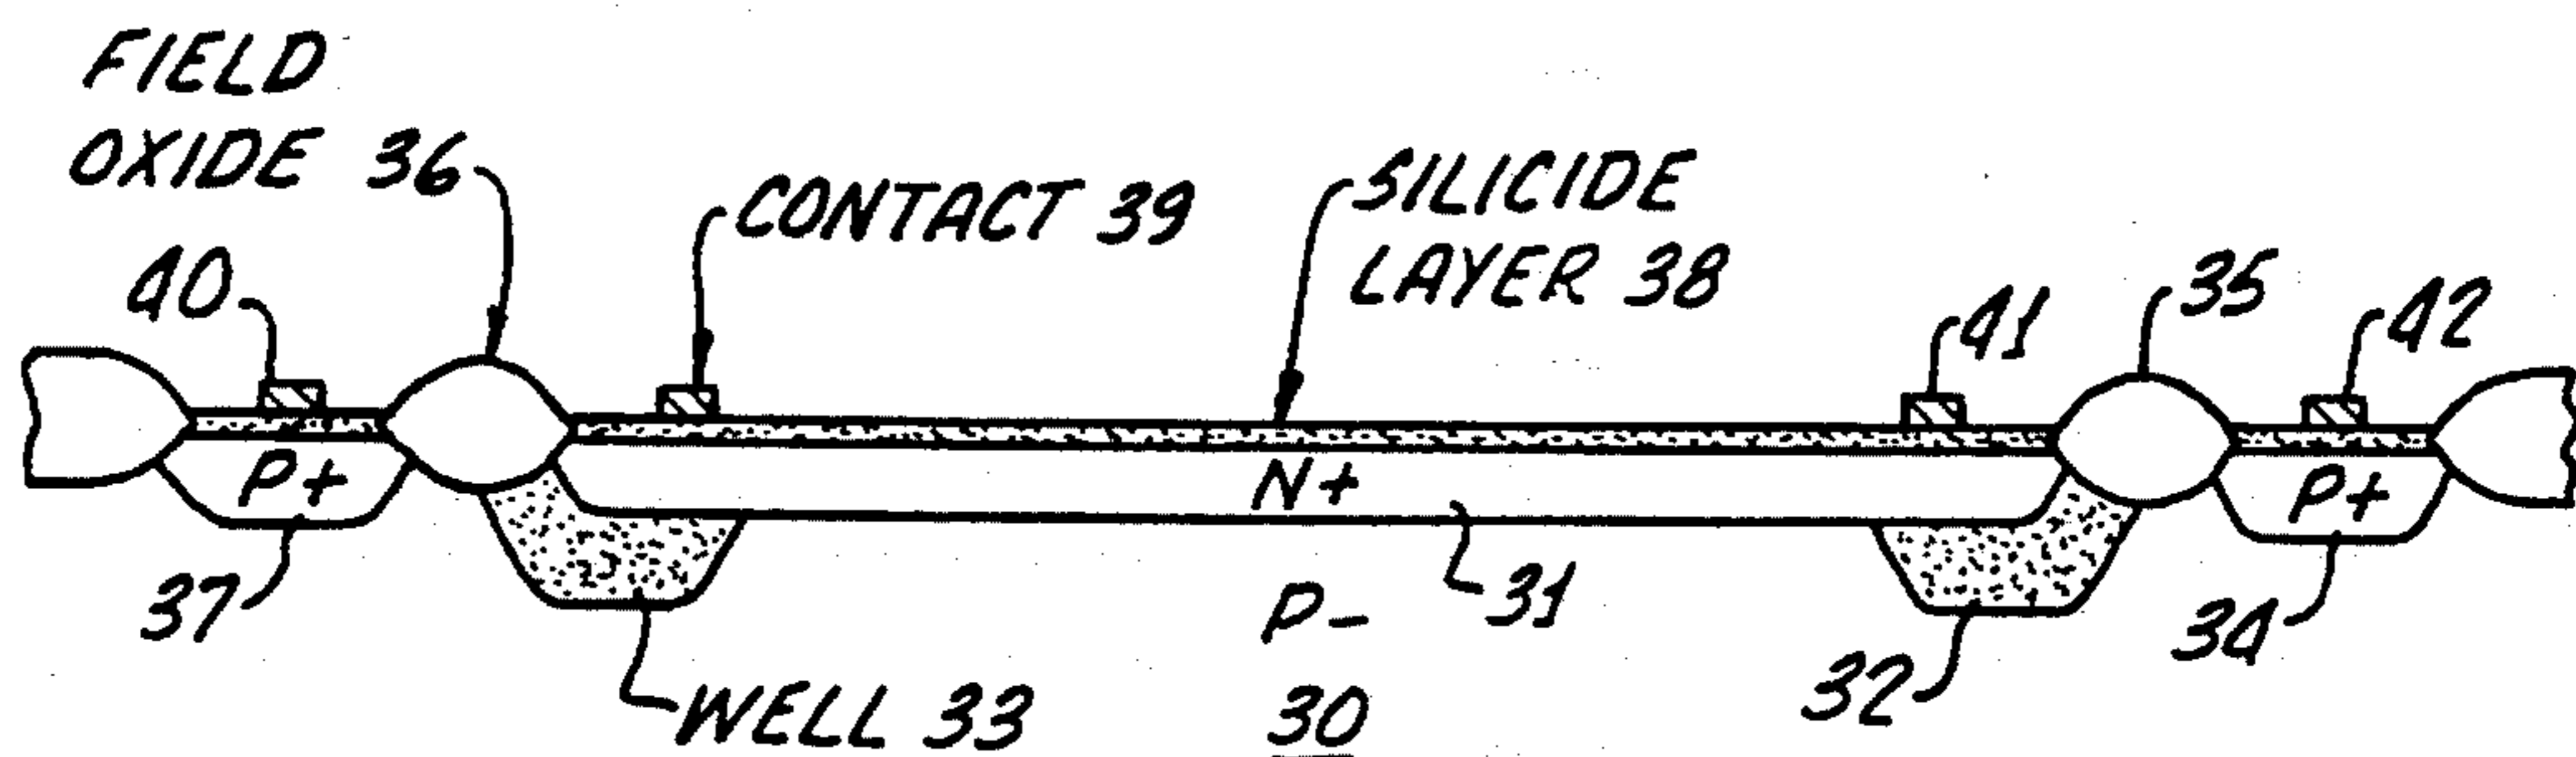 FIELD
OXIDE 36
CONTACT 39
SILICIDE
LAYER 38
40
41
35
42
P+
N+
P+
37
31
P-
34
32
WELL 33
30